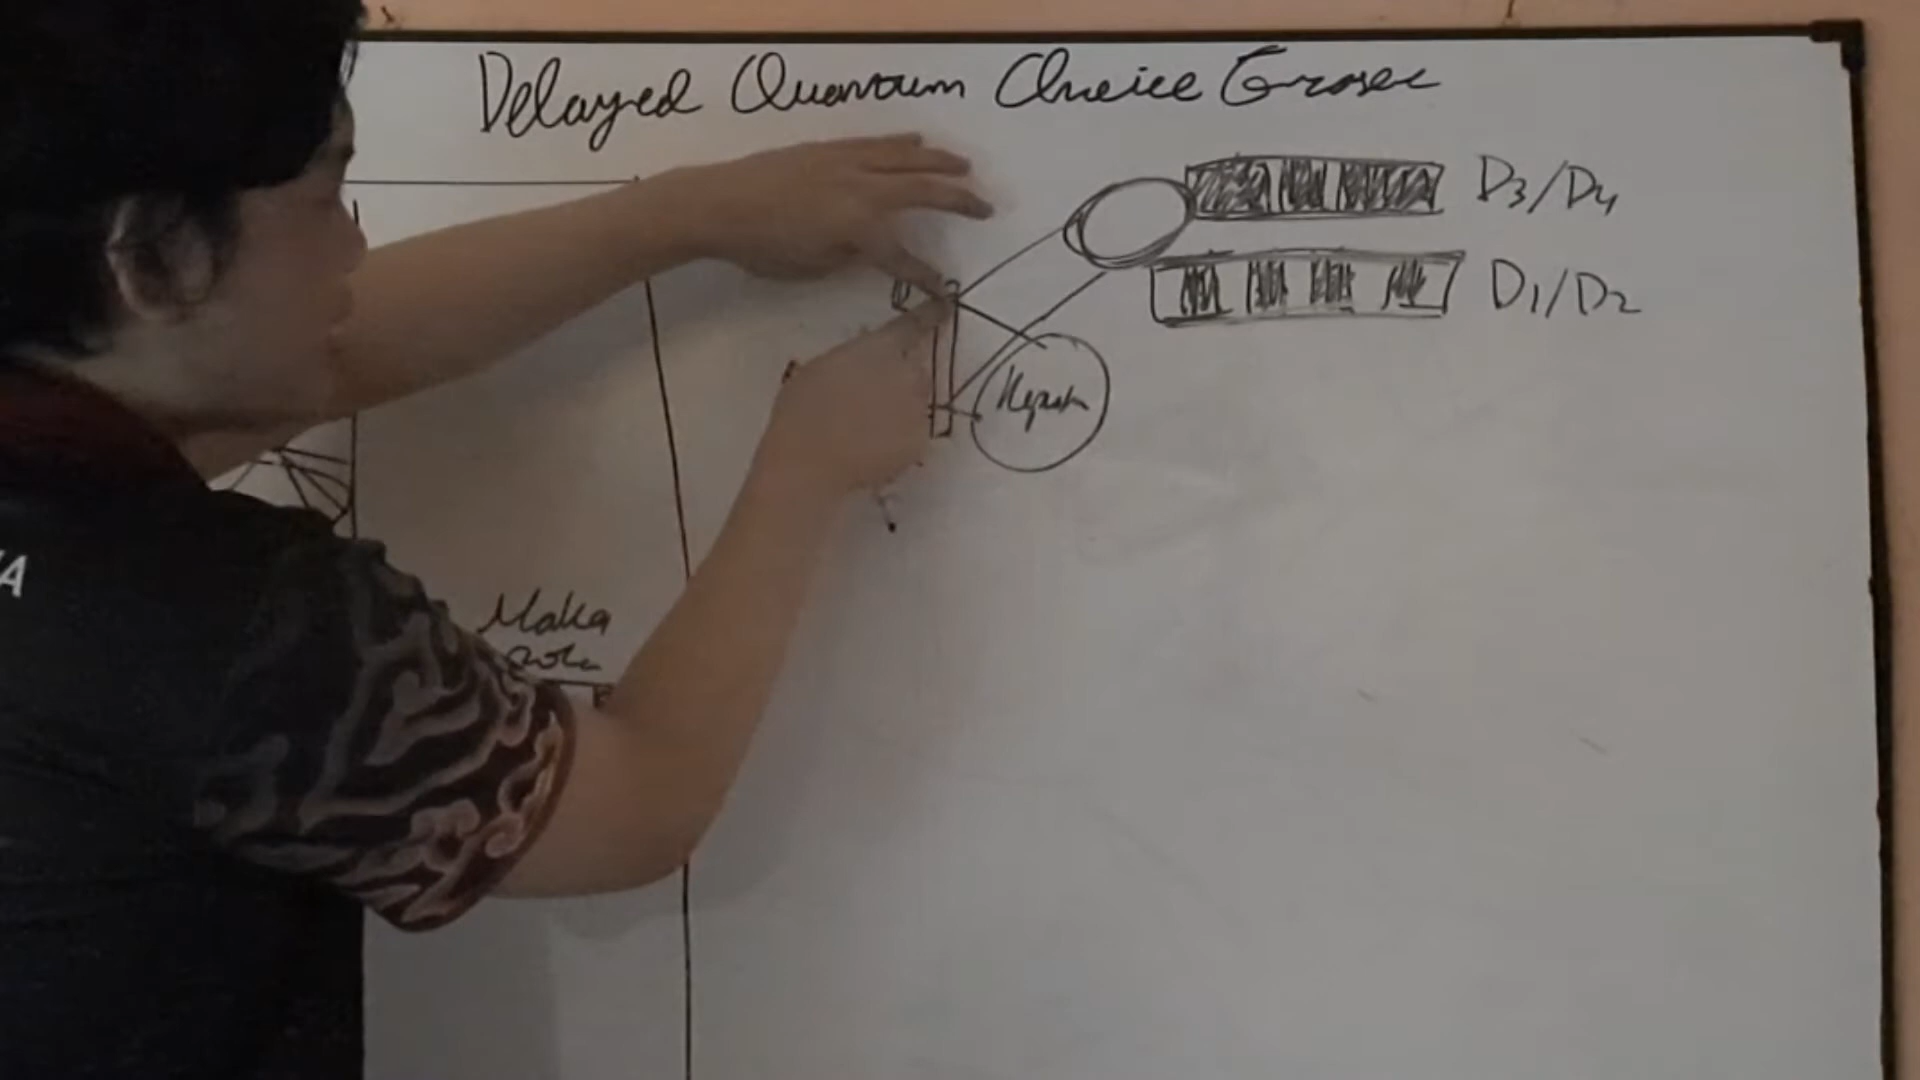 Delayed Quantum Choice Eraser
D3/D4
D1/D2
Maka
A